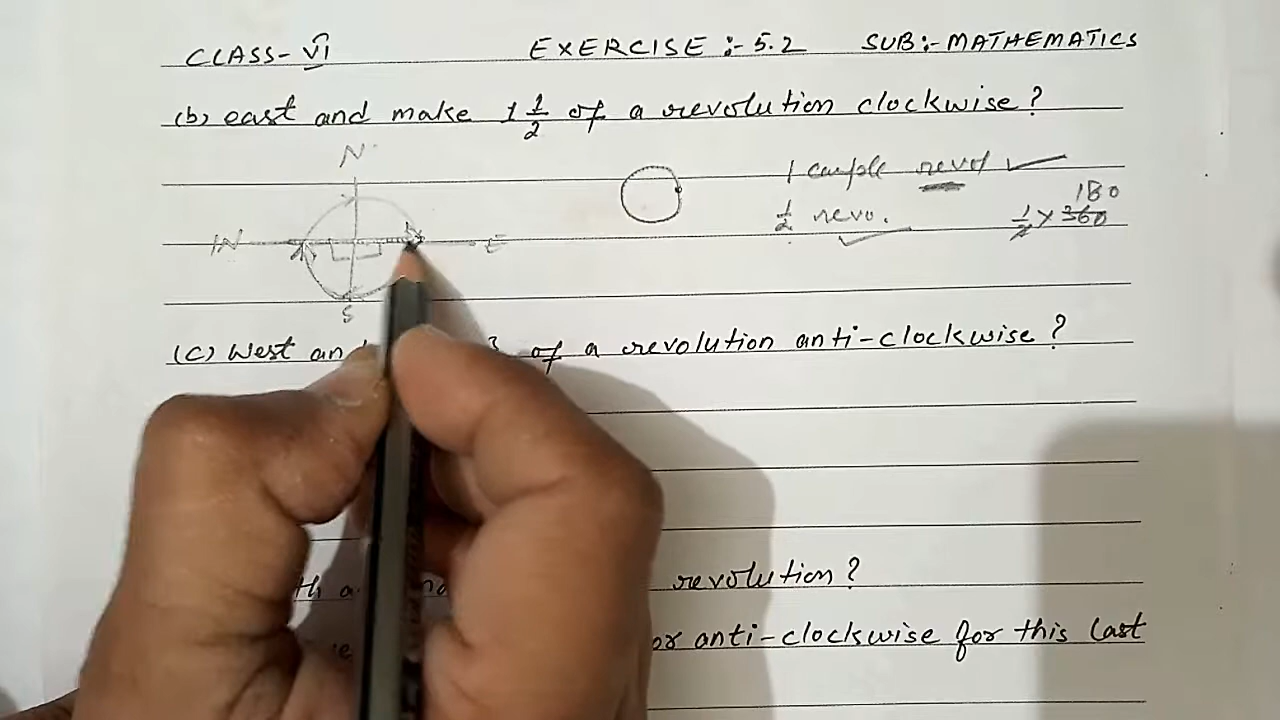 CLASS-VI EXERCISE :- 5.2 SUB:- MATHEMATICS
(b) east and make 1 1/2 of a revolution clockwise?
N
1 revol
180
1/2 revo. 1/2 × 360
W E
S
(c) West an of a revolution anti-clockwise?
revolution?
or anti-clockwise for this last